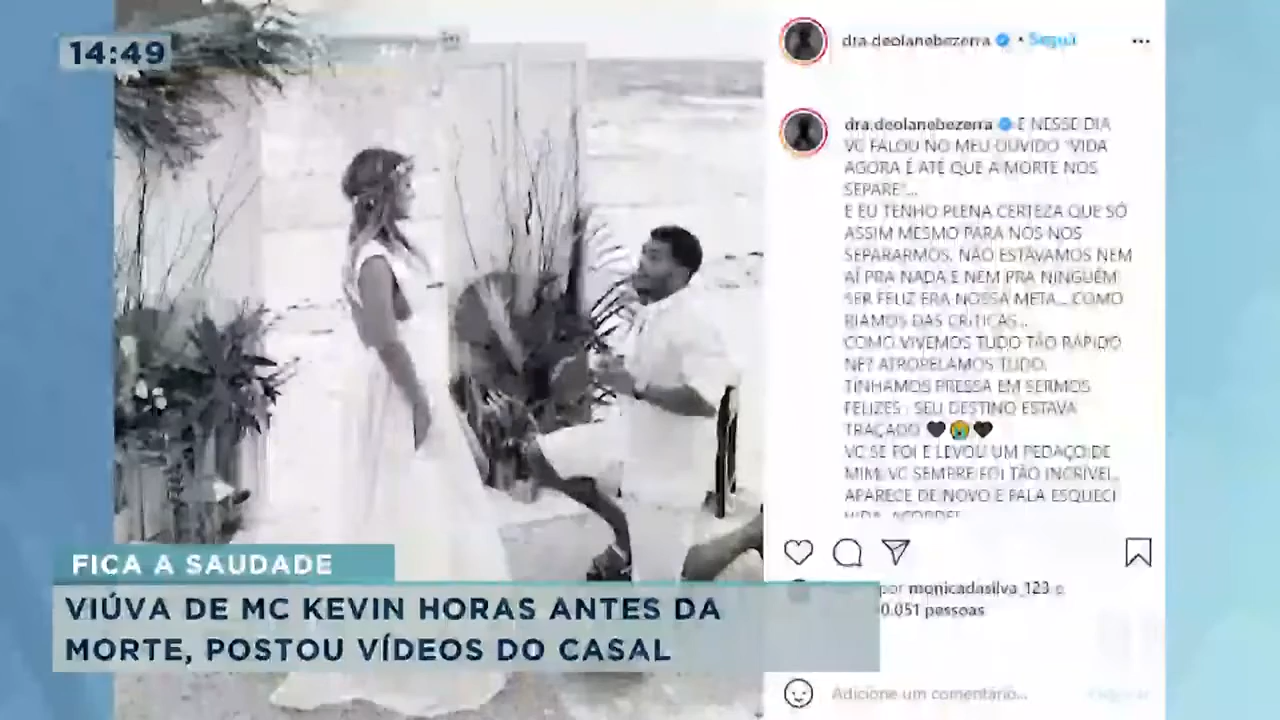 14:49
dra.deolanebezerra • Seguir
dra.deolanebezerra E NESSE DIA
VC FALOU NO MEU OUVIDO "VIDA
AGORA É ATÉ QUE A MORTE NOS
SEPARE"...
E EU TENHO PLENA CERTEZA QUE SÓ
ASSIM MESMO PARA NOS NOS
SEPARARMOS, NÃO ESTÁVAMOS NEM
AÍ PRA NADA E NEM PRA NINGUÉM
SER FELIZ ERA NOSSA META... COMO
RIAMOS DAS CRÍTICAS...
COMO VIVEMOS TUDO TÃO RÁPIDO
NE? ATROPELAMOS TUDO.
TÍNHAMOS PRESSA EM SERMOS
FELIZES. SEU DESTINO ESTAVA
TRAÇADO 🖤😭🖤
VC SE FOI E LEVOU UM PEDAÇO DE
MIM. VC SEMPRE FOI TÃO INCRÍVEL,
APARECE DE NOVO E FALA ESQUECI
por monicadasilva_123 e
0.051 pessoas
Adicione um comentário...
FICA A SAUDADE
VIÚVA DE MC KEVIN HORAS ANTES DA
MORTE, POSTOU VÍDEOS DO CASAL